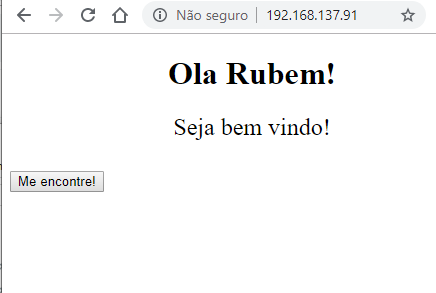 Não seguro 192.168.137.91
Ola Rubem!
Seja bem vindo!
Me encontre!